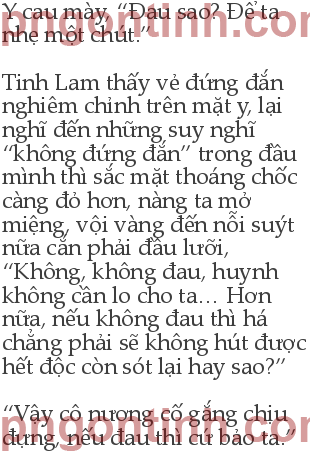 Y cau mày, “Đau sao? Để ta
nhẹ một chút.”
Tinh Lam thấy vẻ đứng đắn
nghiêm chỉnh trên mặt y, lại
nghĩ đến những suy nghĩ
“không đứng đắn” trong đầu
mình thì sắc mặt thoáng chốc
càng đỏ hơn, nàng ta mở
miệng, vội vàng đến nỗi suýt
nữa cắn phải đầu lưỡi,
“Không, không đau, huynh
không cần lo cho ta... Hơn
nữa, nếu không đau thì há
chẳng phải sẽ không hút được
hết độc còn sót lại hay sao?”
“Vậy cô nương cố gắng chịu
đựng, nếu đau thì cứ bảo ta.”
pngontinh.com
pngontinh.com